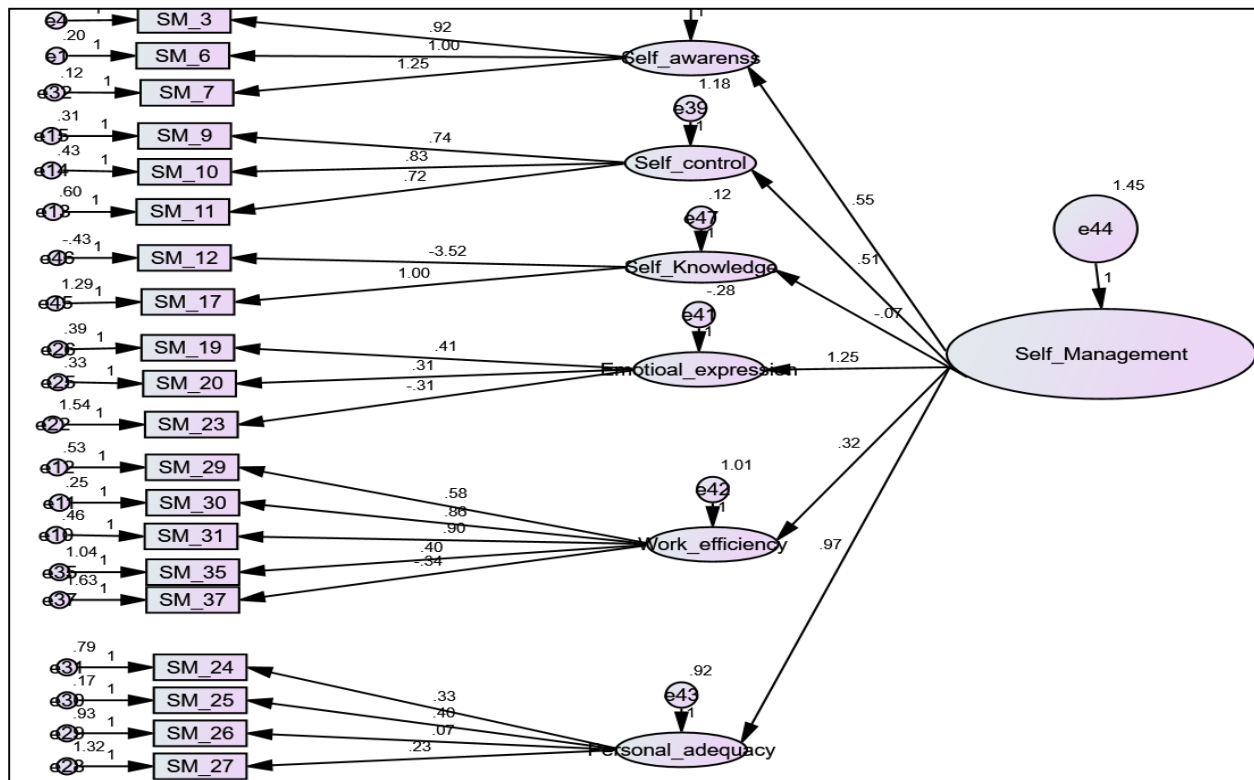 e4 1 SM_3 .92 1
.20
e1 1 SM_6 1.00 Self_awarenss
.12
e32 1 SM_7 1.25
1.18
e39
1
.31
e15 1 SM_9 .74
.43
e14 1 SM_10 .83 Self_control
.60
e13 1 SM_11 .72
.12
e47
1
-.43
e46 1 SM_12 -3.52 Self_Knowledge
1.29
e45 1 SM_17 1.00
-.28
e41
1
.39
e26 1 SM_19 .41
.33
e25 1 SM_20 .31 Emotioal_expression
1.54
e22 1 SM_23 -.31
.55
.51
-.07
1.25
.32
.97
1.45
e44
1
Self_Management
.53
e12 1 SM_29 .58
1.01
e42
1
.25
e11 1 SM_30 .86
.46
e10 1 SM_31 .90 Work_efficiency
1.04
e35 1 SM_35 .40
1.63
e37 1 SM_37 -.34
.79
e31 1 SM_24 .33
.92
e43
1
.17
e30 1 SM_25 .40
.93
e29 1 SM_26 .07 Personal_adequacy
1.32
e28 1 SM_27 .23